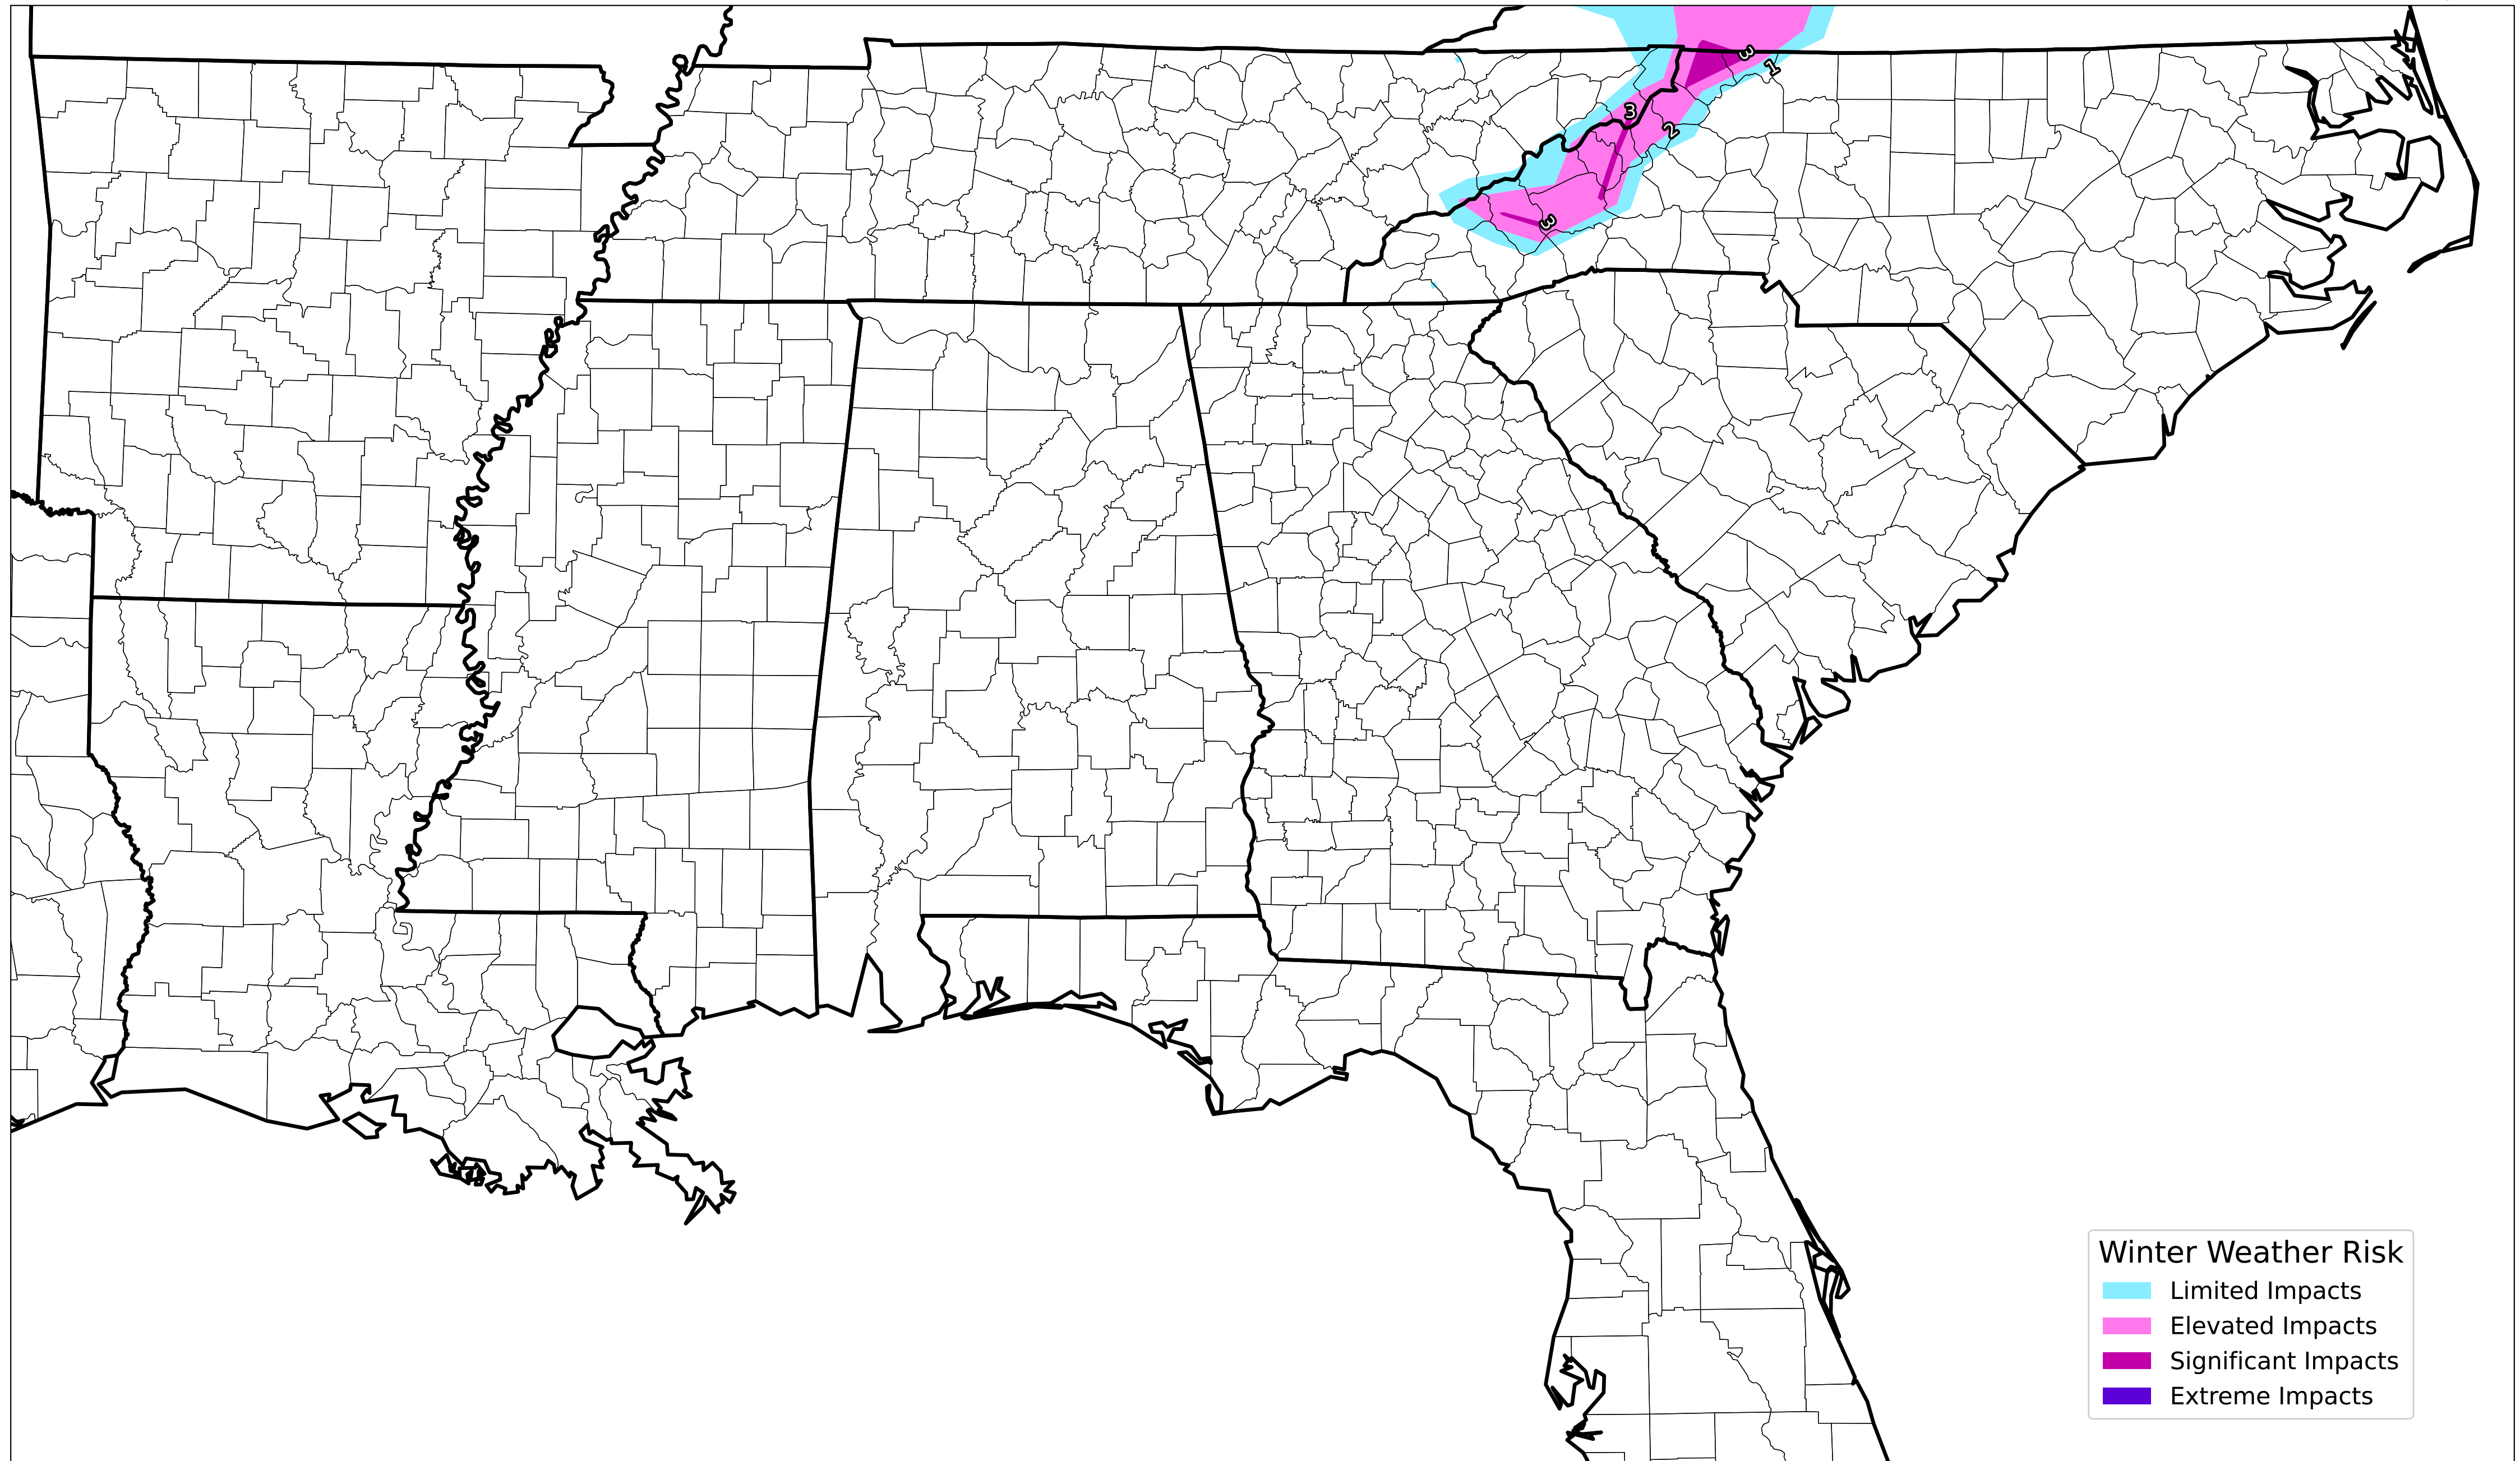 3
1
3
2
3
Winter Weather Risk
Limited Impacts
Elevated Impacts
Significant Impacts
Extreme Impacts